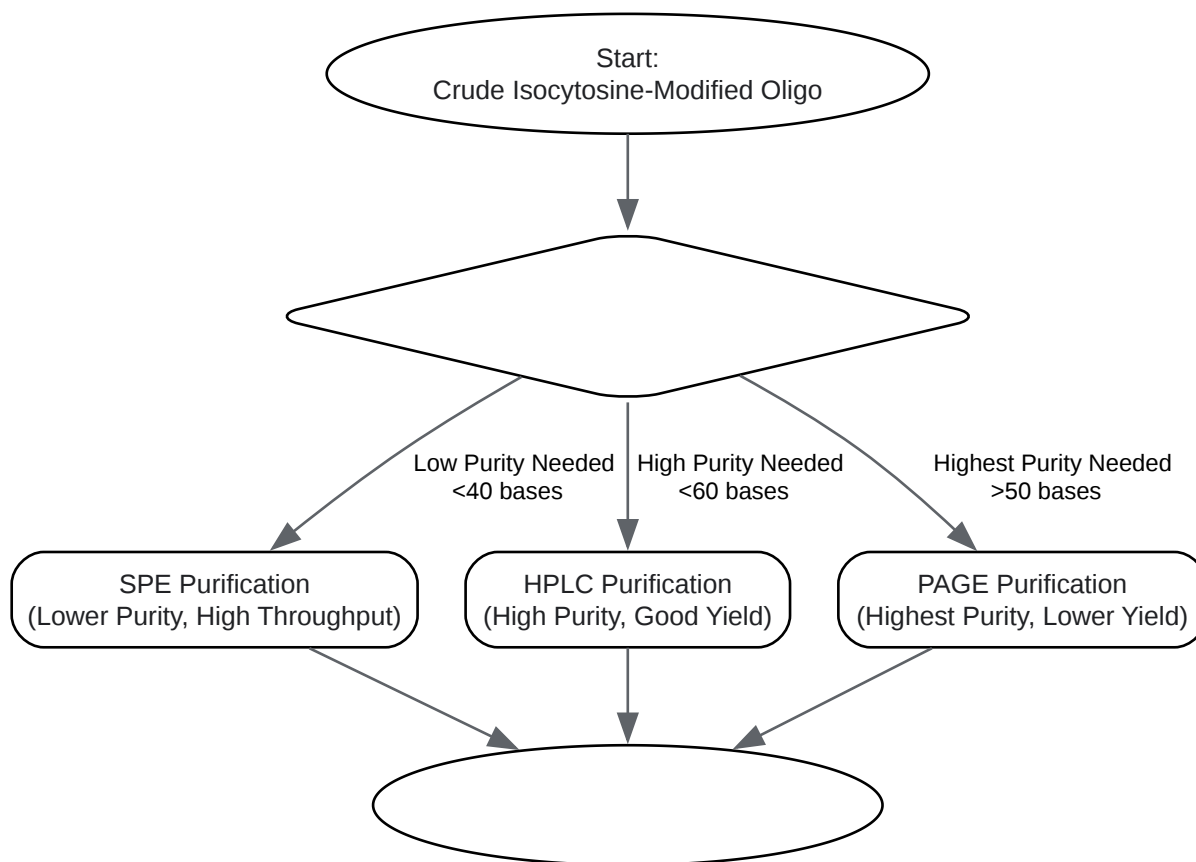 Start:
Crude Isocytosine-Modified Oligo
Low Purity Needed
<40 bases
High Purity Needed
<60 bases
Highest Purity Needed
>50 bases
SPE Purification
(Lower Purity, High Throughput)
HPLC Purification
(High Purity, Good Yield)
PAGE Purification
(Highest Purity, Lower Yield)